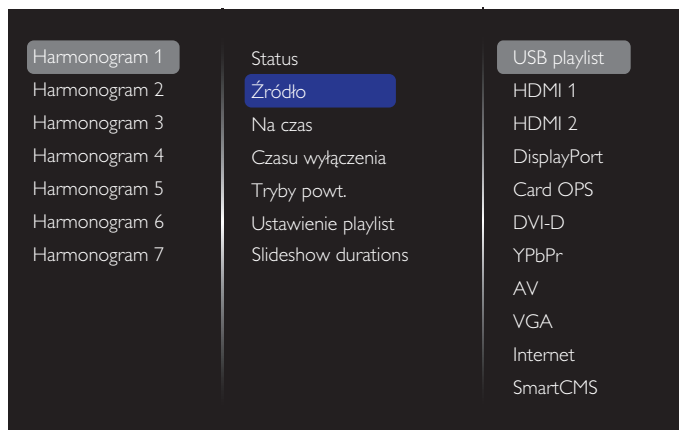 Harmonogram 1
Harmonogram 2
Harmonogram 3
Harmonogram 4
Harmonogram 5
Harmonogram 6
Harmonogram 7
Status
Źródło
Na czas
Czasu wyłączenia
Tryby powt.
Ustawienie playlist
Slideshow durations
USB playlist
HDMI 1
HDMI 2
DisplayPort
Card OPS
DVI-D
YPbPr
AV
VGA
Internet
SmartCMS